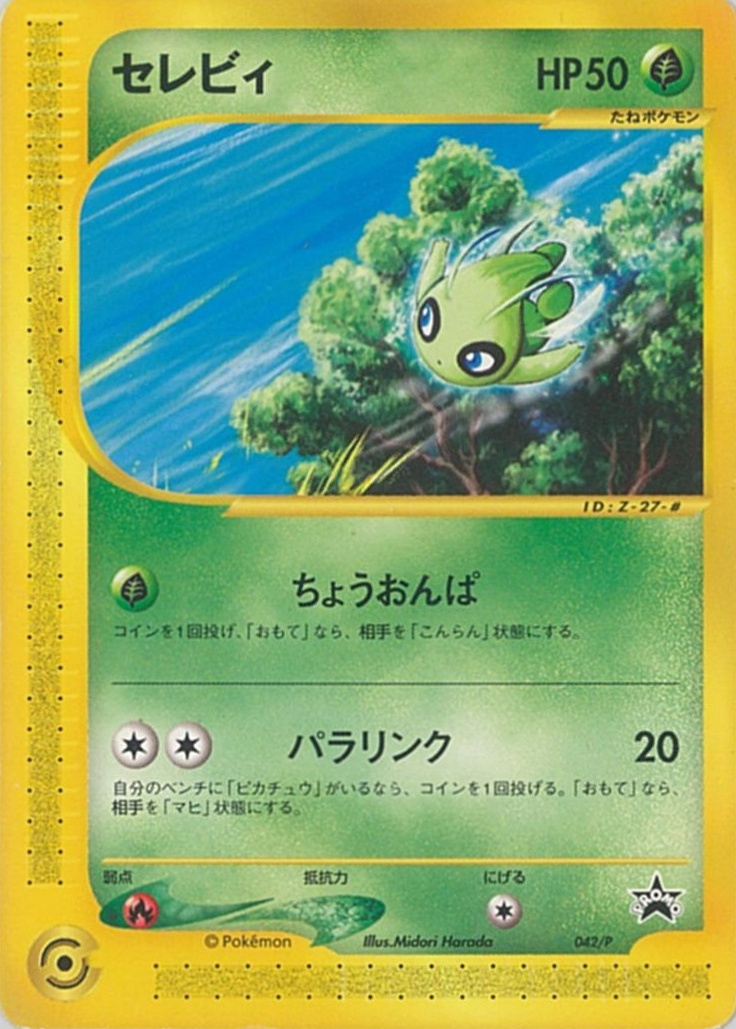 セレビィ HP50
たねポケモン
ID:Z-27-#
ちょうおんぱ
コインを1回投げ、「おもて」なら、相手を「こんらん」状態にする。
パラリンク 20
自分のベンチに「ピカチュウ」がいるなら、コインを1回投げる。「おもて」なら、
相手を「マヒ」状態にする。
弱点 抵抗力 にげる
PROMO
©Pokémon Illus.Midori Harada 042/P